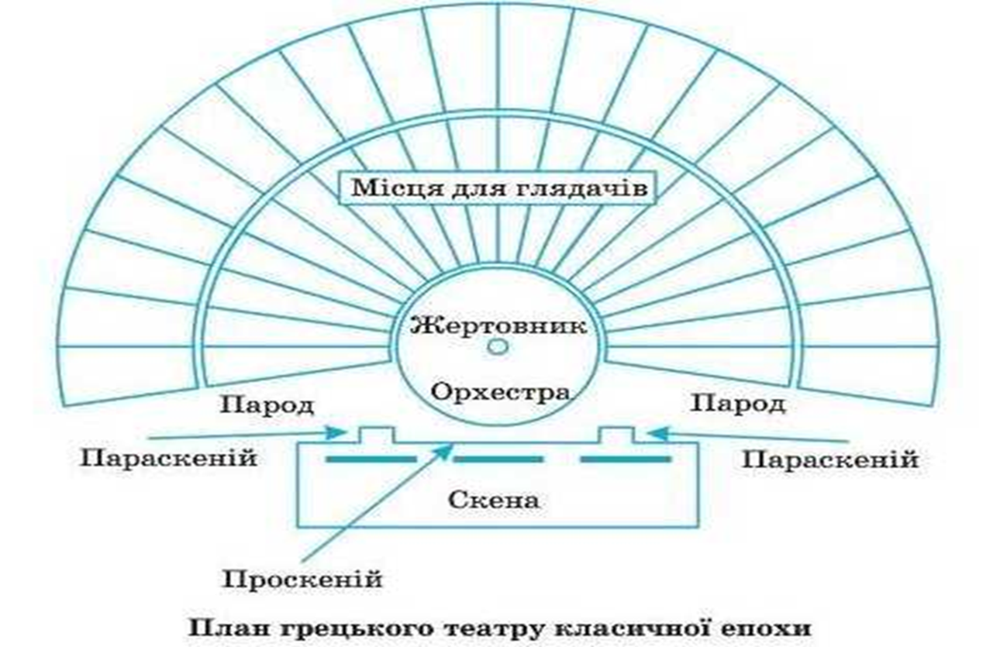 Місця для глядачів
Жертовник
Орхестра
Парод
Парод
Параскеній
Параскеній
Скена
Проскеній
План грецького театру класичної епохи